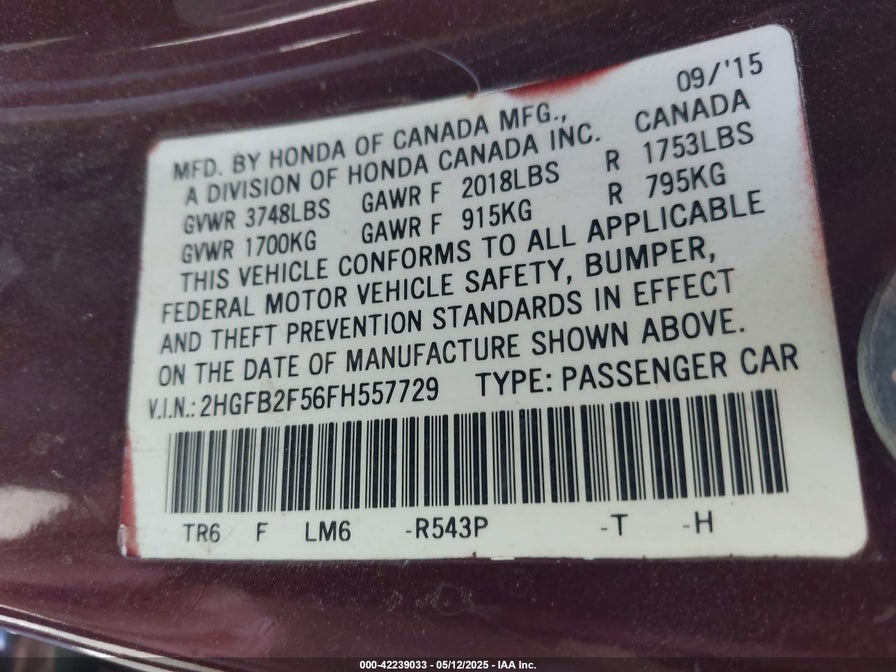 09/'15
MFD. BY HONDA OF CANADA MFG., CANADA
A DIVISION OF HONDA CANADA INC.
GVWR 3748LBS GAWR F 2018LBS R 1753LBS
GVWR 1700KG GAWR F 915KG R 795KG
THIS VEHICLE CONFORMS TO ALL APPLICABLE
FEDERAL MOTOR VEHICLE SAFETY, BUMPER,
AND THEFT PREVENTION STANDARDS IN EFFECT
ON THE DATE OF MANUFACTURE SHOWN ABOVE.
V.I.N.: 2HGFB2F56FH557729 TYPE: PASSENGER CAR
TR6 F LM6 -R543P -T -H
000-42239033 - 05/12/2025 - IAA Inc.